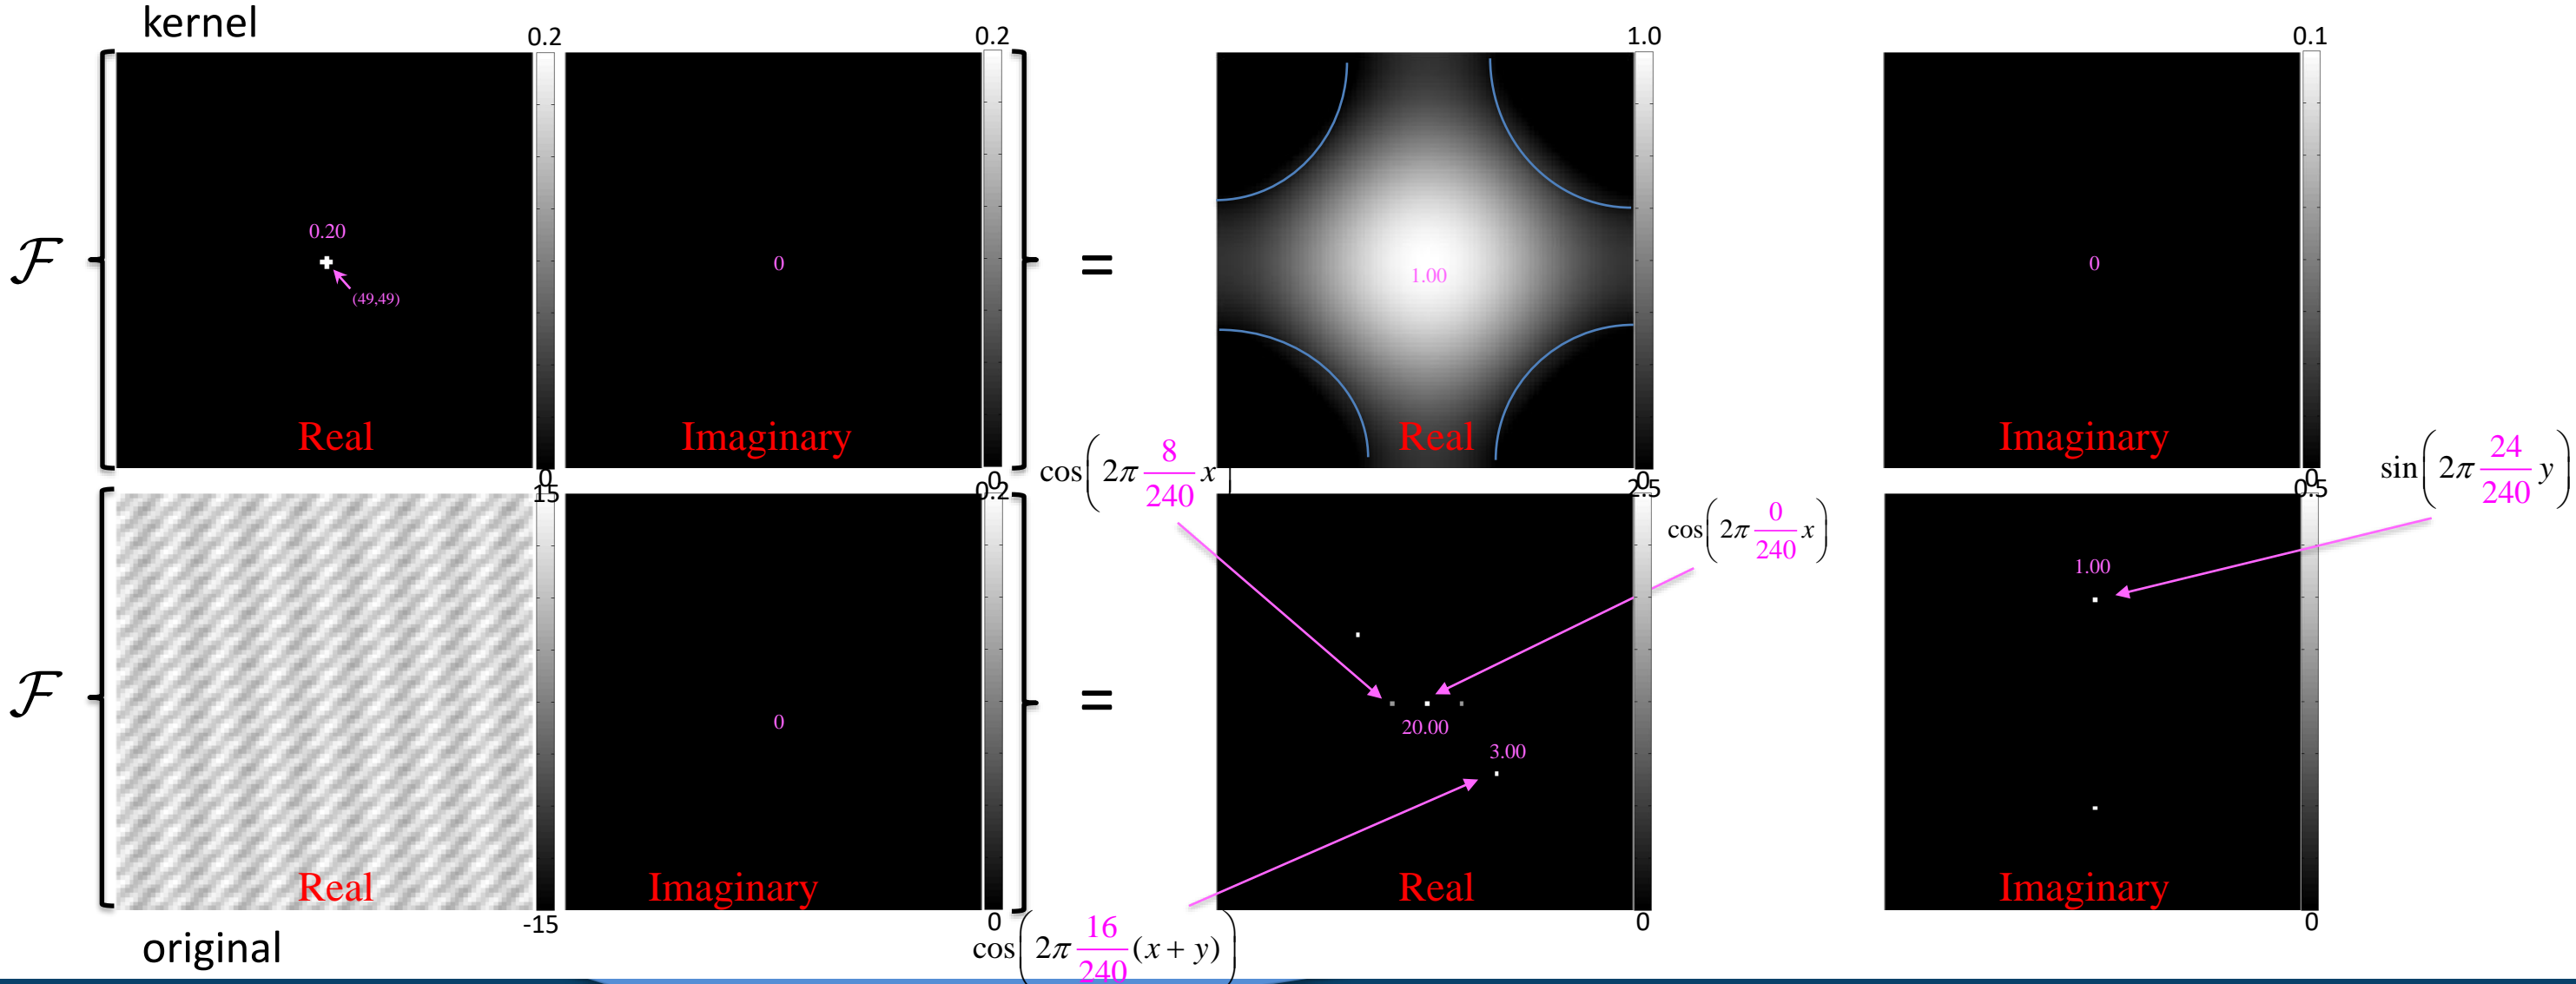 kernel
0.2
0.2
1.0
0.1
0.20
(49,49)
0
1.00
0
ℱ
=
Real
Imaginary
Real
Imaginary
0
0
0
0
cos(2π 8/240 x)
sin(2π 24/240 y)
15
0.2
2.5
0.5
cos(2π 0/240 x)
1.00
ℱ
0
=
20.00
3.00
Real
Imaginary
Real
Imaginary
-15
0
0
0
original
cos(2π 16/240 (x + y))